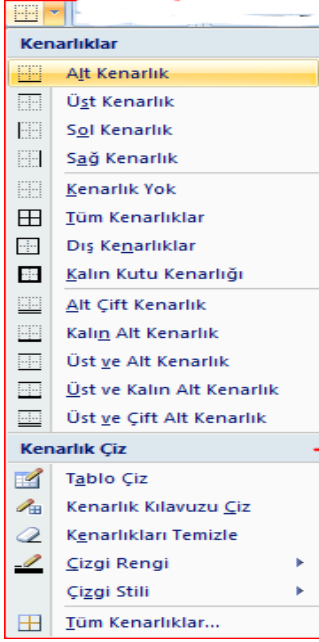 Kenarlıklar
Alt Kenarlık
Üst Kenarlık
Sol Kenarlık
Sağ Kenarlık
Kenarlık Yok
Tüm Kenarlıklar
Dış Kenarlıklar
Kalın Kutu Kenarlığı
Alt Çift Kenarlık
Kalın Alt Kenarlık
Üst ve Alt Kenarlık
Üst ve Kalın Alt Kenarlık
Üst ve Çift Alt Kenarlık
Kenarlık Çiz
Tablo Çiz
Kenarlık Kılavuzu Çiz
Kenarlıkları Temizle
Çizgi Rengi
Çizgi Stili
Tüm Kenarlıklar...